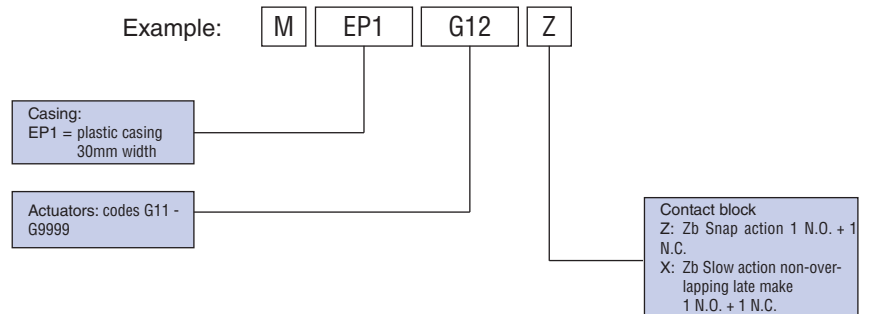 Example: M EP1 G12 Z
Casing:
EP1 = plastic casing
30mm width
Actuators: codes G11 -
G9999
Contact block
Z: Zb Snap action 1 N.O. + 1
N.C.
X: Zb Slow action non-over-
lapping late make
1 N.O. + 1 N.C.